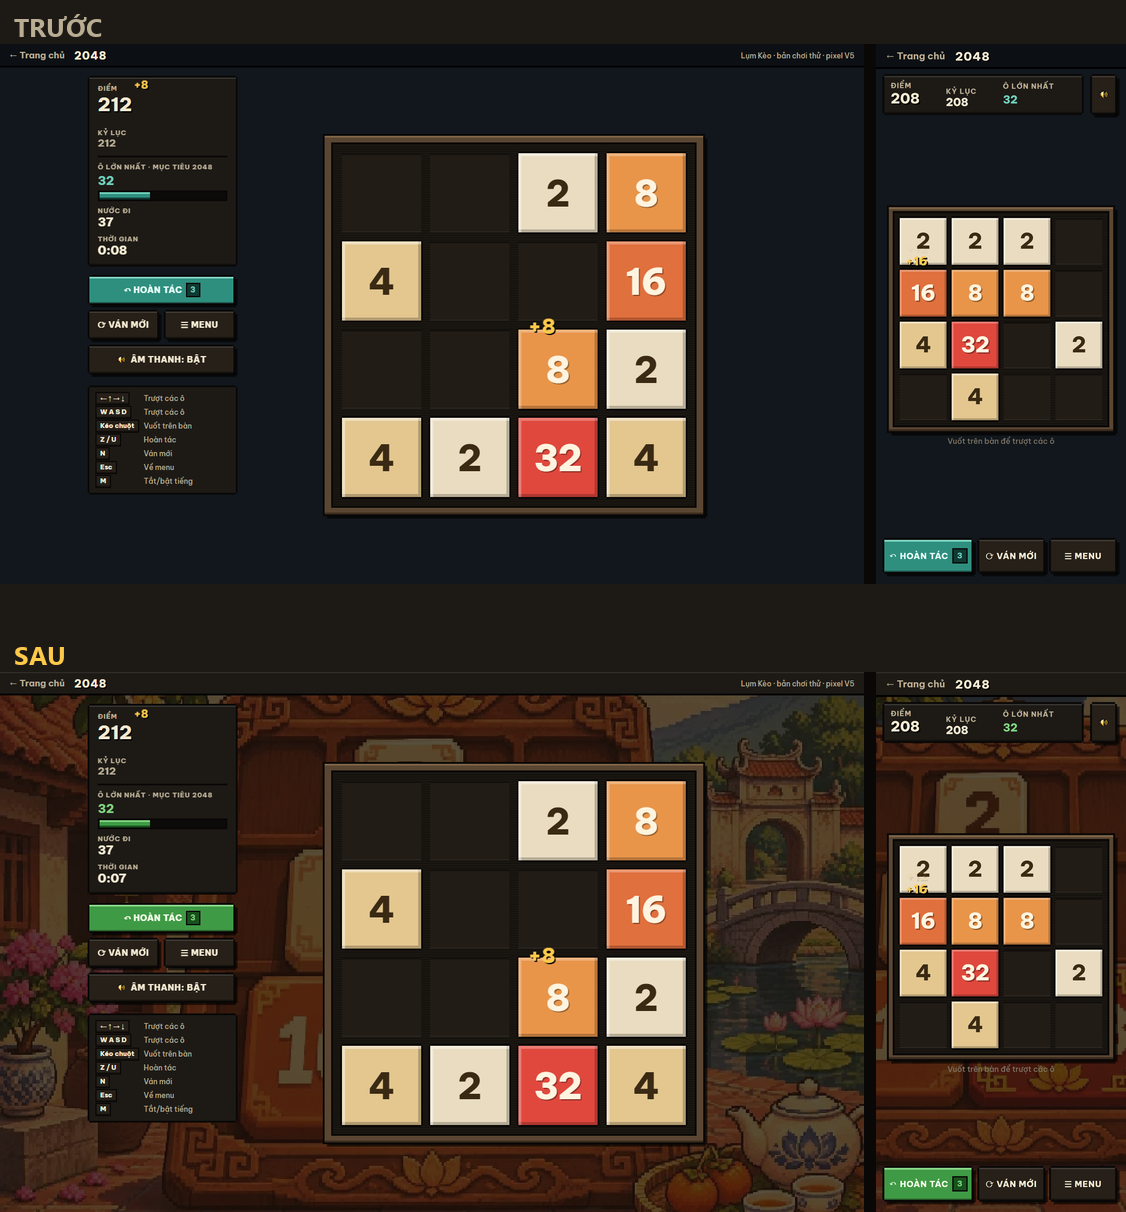 TRƯỚC
← Trang chủ 2048
Lụm Kèo · bản chơi thử · pixel V5
ĐIỂM +8
212
KỶ LỤC
212
Ô LỚN NHẤT · MỤC TIÊU 2048
32
NƯỚC ĐI
37
THỜI GIAN
0:08
HOÀN TÁC 3
VÁN MỚI
☰ MENU
ÂM THANH: BẬT
←↑→↓ Trượt các ô
W A S D Trượt các ô
Kéo chuột Vuốt trên bàn
Z / U Hoàn tác
N Ván mới
Esc Về menu
M Tắt/bật tiếng
2 8
4 16
+8
8 2
4 2 32 4
← Trang chủ 2048
ĐIỂM
208
KỶ LỤC
208
Ô LỚN NHẤT
32
2 2 2
+16
16 8 8
4 32 2
4
Vuốt trên bàn để trượt các ô
HOÀN TÁC 3
VÁN MỚI
☰ MENU
SAU
← Trang chủ 2048
Lụm Kèo · bản chơi thử · pixel V5
ĐIỂM +8
212
KỶ LỤC
212
Ô LỚN NHẤT · MỤC TIÊU 2048
32
NƯỚC ĐI
37
THỜI GIAN
0:07
HOÀN TÁC 3
VÁN MỚI
☰ MENU
ÂM THANH: BẬT
←↑→↓ Trượt các ô
W A S D Trượt các ô
Kéo chuột Vuốt trên bàn
Z / U Hoàn tác
N Ván mới
Esc Về menu
M Tắt/bật tiếng
2 8
4 16
+8
8 2
4 2 32 4
← Trang chủ 2048
ĐIỂM
208
KỶ LỤC
208
Ô LỚN NHẤT
32
2
2 2 2
+16
16 8 8
4 32 2
4
Vuốt trên bàn để trượt các ô
HOÀN TÁC 3
VÁN MỚI
☰ MENU